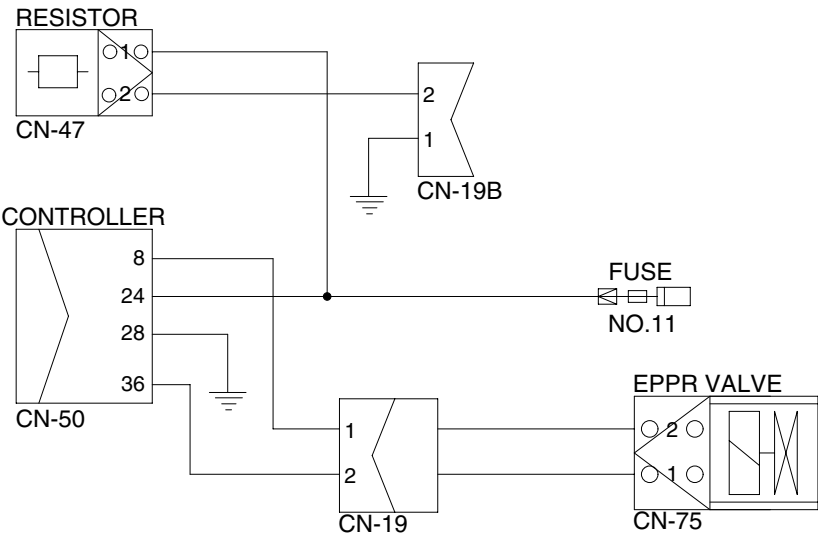 RESISTOR
1
2
CN-47
2
1
CN-19B
CONTROLLER
8
24
28
36
CN-50
FUSE
NO.11
1
2
CN-19
EPPR VALVE
2
1
CN-75